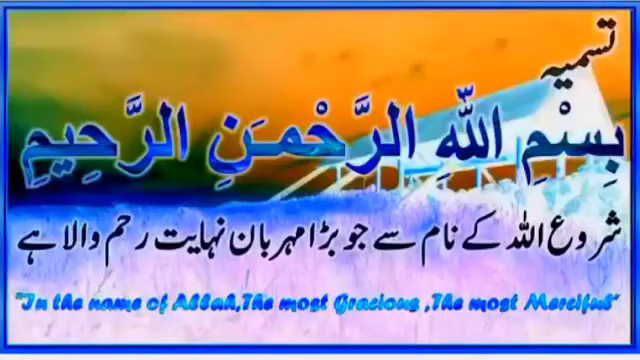 تسمیہ
بِسْمِ اللّٰهِ الرَّحْمٰنِ الرَّحِيمِ
شروع اللہ کے نام سے جو بڑا مہربان نہایت رحم والا ہے
"In the name of Allah,The most Gracious ,The most Merciful"